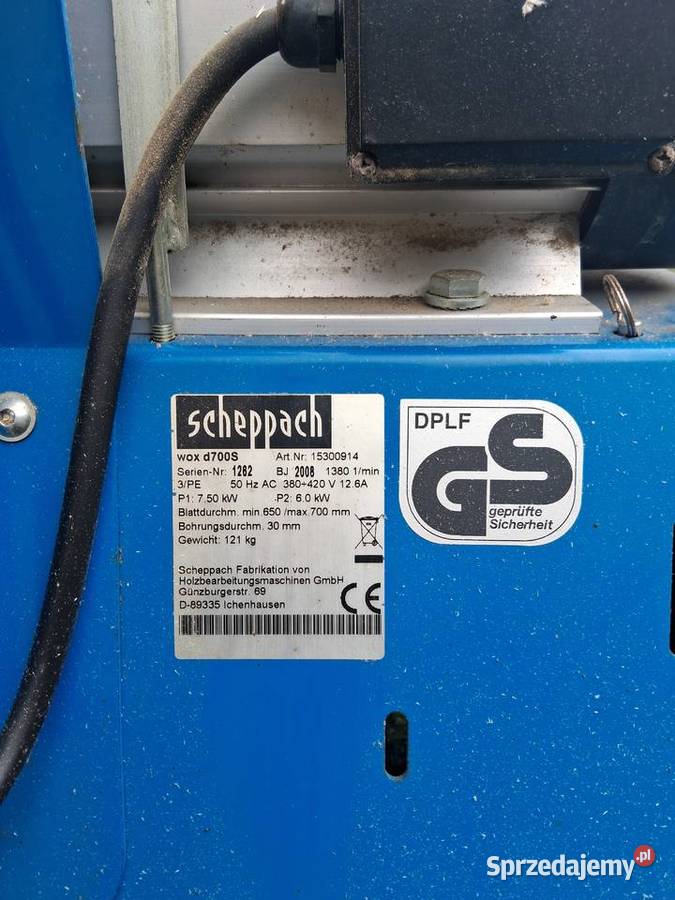 scheppach
wox d700S Art.Nr: 15300914
Serien-Nr: 1262 BJ 2008 1380 1/min
3/PE 50 Hz AC 380÷420 V 12.6A
P1: 7.50 kW P2: 6.0 kW
Blattdurchm. min.650 /max.700 mm
Bohrungsdurchm. 30 mm
Gewicht: 121 kg
Scheppach Fabrikation von
Holzbearbeitungsmaschinen GmbH
Günzburgerstr. 69
D-89335 Ichenhausen
CE
DPLF
GS
geprüfte
Sicherheit
Sprzedajemy.pl